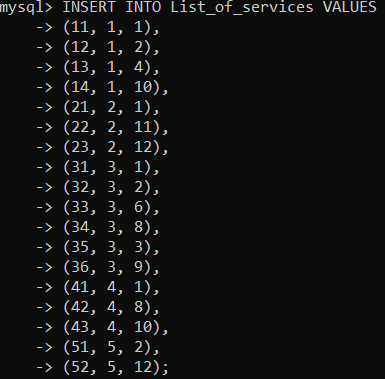 mysql> INSERT INTO List_of_services VALUES
-> (11, 1, 1),
-> (12, 1, 2),
-> (13, 1, 4),
-> (14, 1, 10),
-> (21, 2, 1),
-> (22, 2, 11),
-> (23, 2, 12),
-> (31, 3, 1),
-> (32, 3, 2),
-> (33, 3, 6),
-> (34, 3, 8),
-> (35, 3, 3),
-> (36, 3, 9),
-> (41, 4, 1),
-> (42, 4, 8),
-> (43, 4, 10),
-> (51, 5, 2),
-> (52, 5, 12);